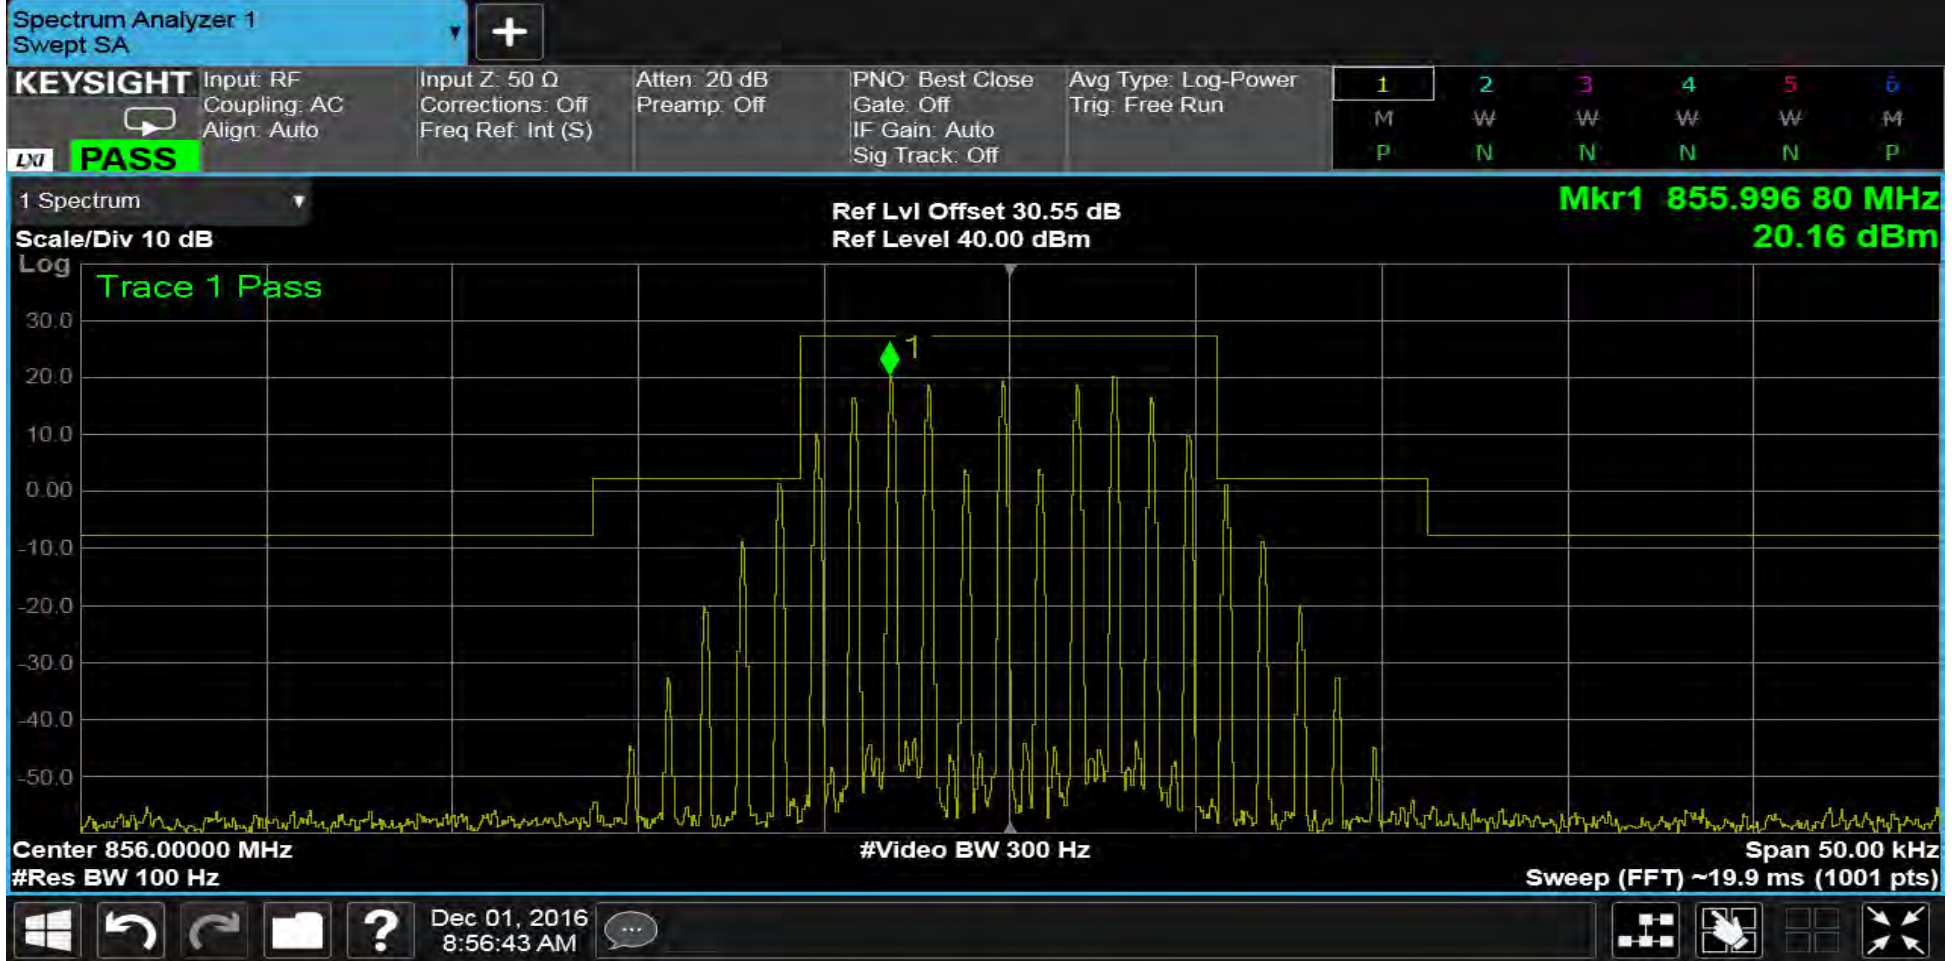 Spectrum Analyzer 1
Swept SA
KEYSIGHT
LXI
PASS
Input: RF
Coupling: AC
Align: Auto
Input Z: 50 Ω
Corrections: Off
Freq Ref: Int (S)
Atten: 20 dB
Preamp: Off
PNO: Best Close
Gate: Off
IF Gain: Auto
Sig Track: Off
Avg Type: Log-Power
Trig: Free Run
1 2 3 4 5 6
M W W W W M
P N N N N P
1 Spectrum
Scale/Div 10 dB
Ref Lvl Offset 30.55 dB
Ref Level 40.00 dBm
Mkr1 855.996 80 MHz
20.16 dBm
Log
Trace 1 Pass
1
30.0
20.0
10.0
0.00
-10.0
-20.0
-30.0
-40.0
-50.0
Center 856.00000 MHz
#Video BW 300 Hz
Span 50.00 kHz
#Res BW 100 Hz
Sweep (FFT) ~19.9 ms (1001 pts)
?
Dec 01, 2016
8:56:43 AM